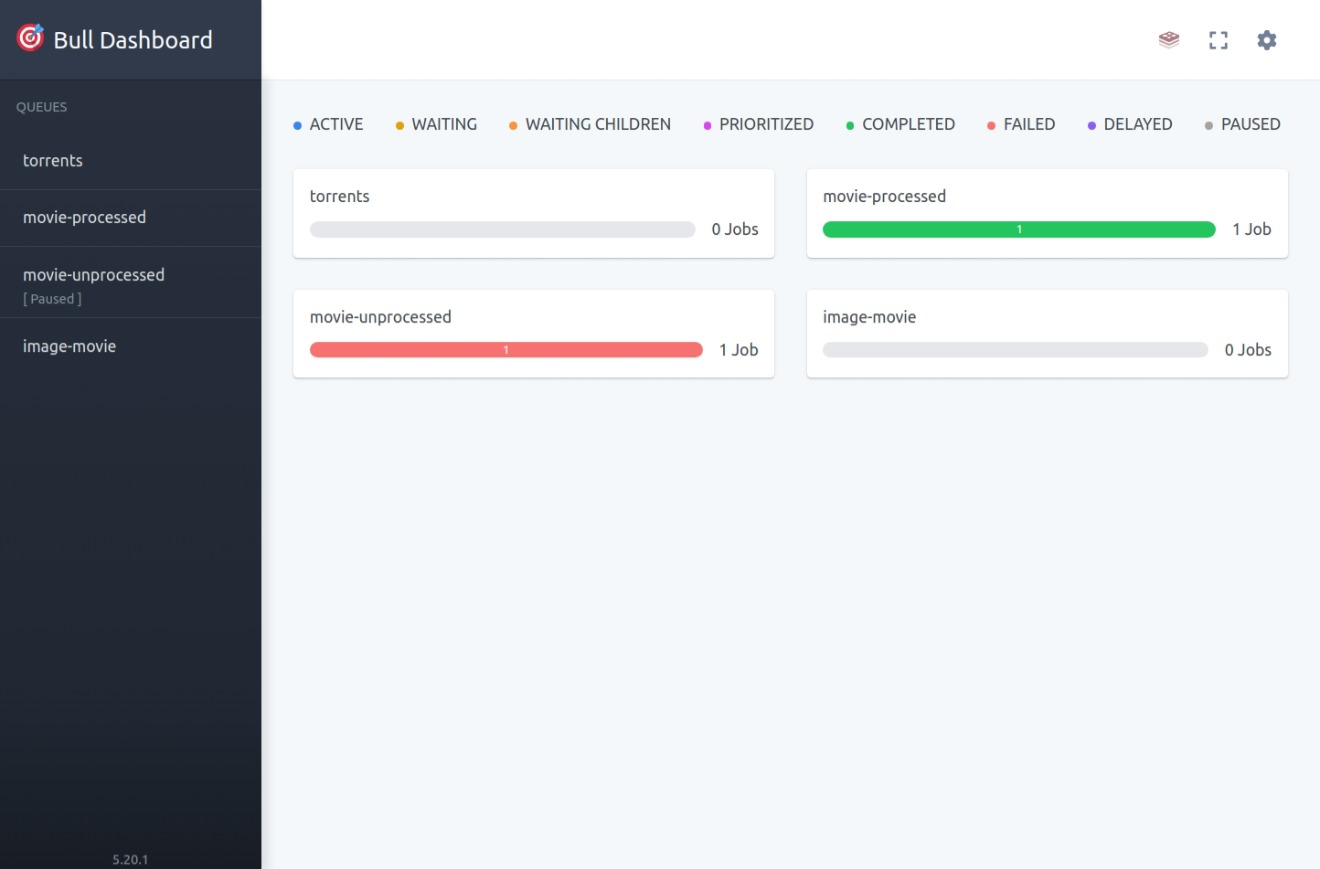 Bull Dashboard
QUEUES
torrents
movie-processed
movie-unprocessed
[ Paused ]
image-movie
5.20.1
ACTIVE WAITING WAITING CHILDREN PRIORITIZED COMPLETED FAILED DELAYED PAUSED
torrents
0 Jobs
movie-processed
1 1 Job
movie-unprocessed
1 1 Job
image-movie
0 Jobs